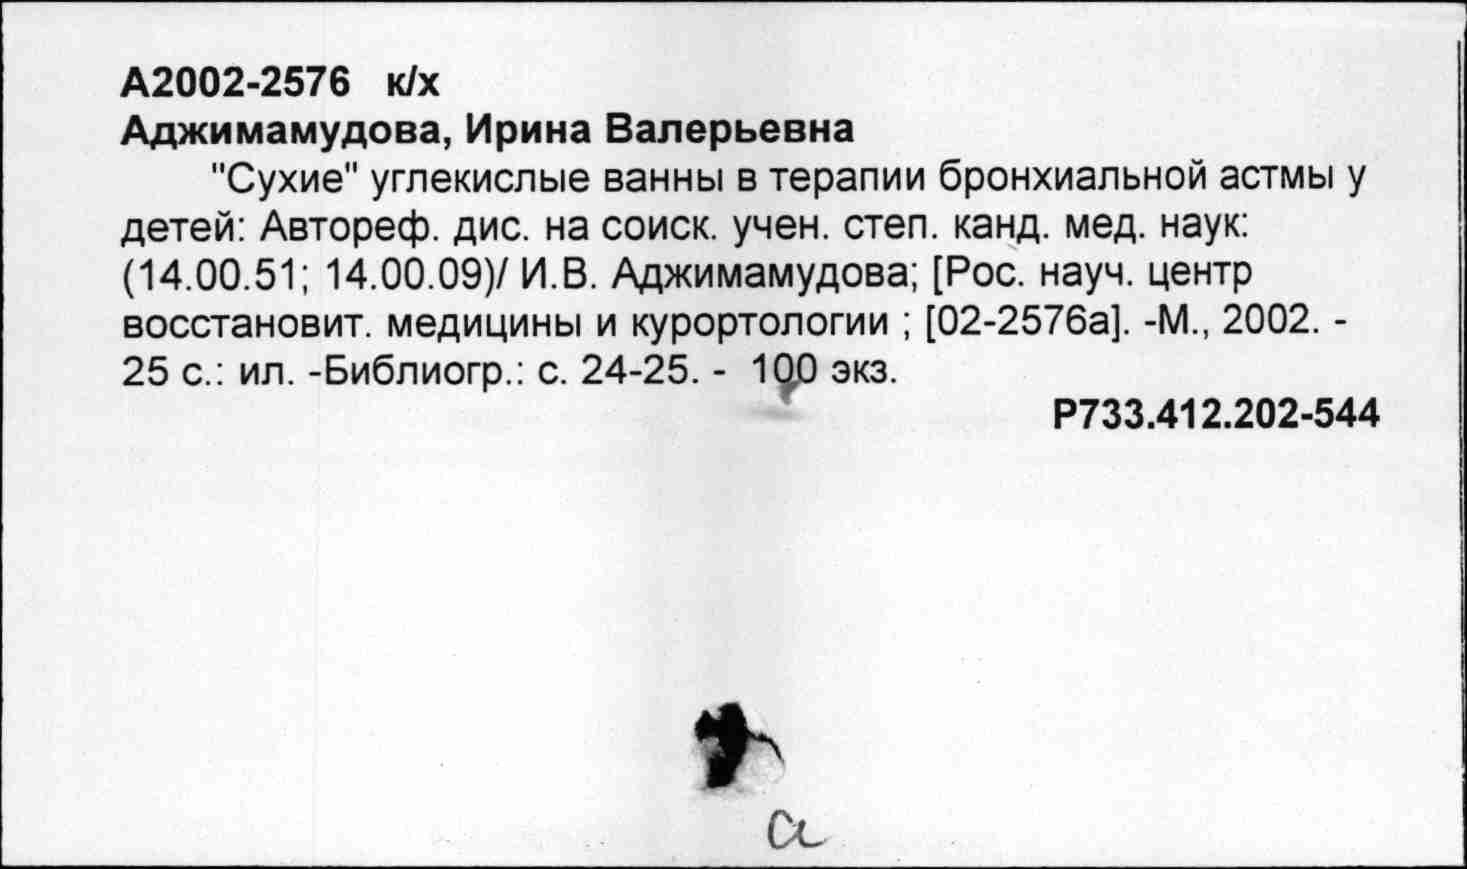 А2002-2576 к/х
Аджимамудова, Ирина Валерьевна
"Сухие" углекислые ванны в терапии бронхиальной астмы у
детей: Автореф. дис. на соиск. учен. степ. канд. мед. наук:
(14.00.51; 14.00.09)/ И.В. Аджимамудова; [Рос. науч. центр
восстановит. медицины и курортологии ; [02-2576а]. -М., 2002. -
25 с.: ил. -Библиогр.: с. 24-25. - 100 экз.
Р733.412.202-544
a